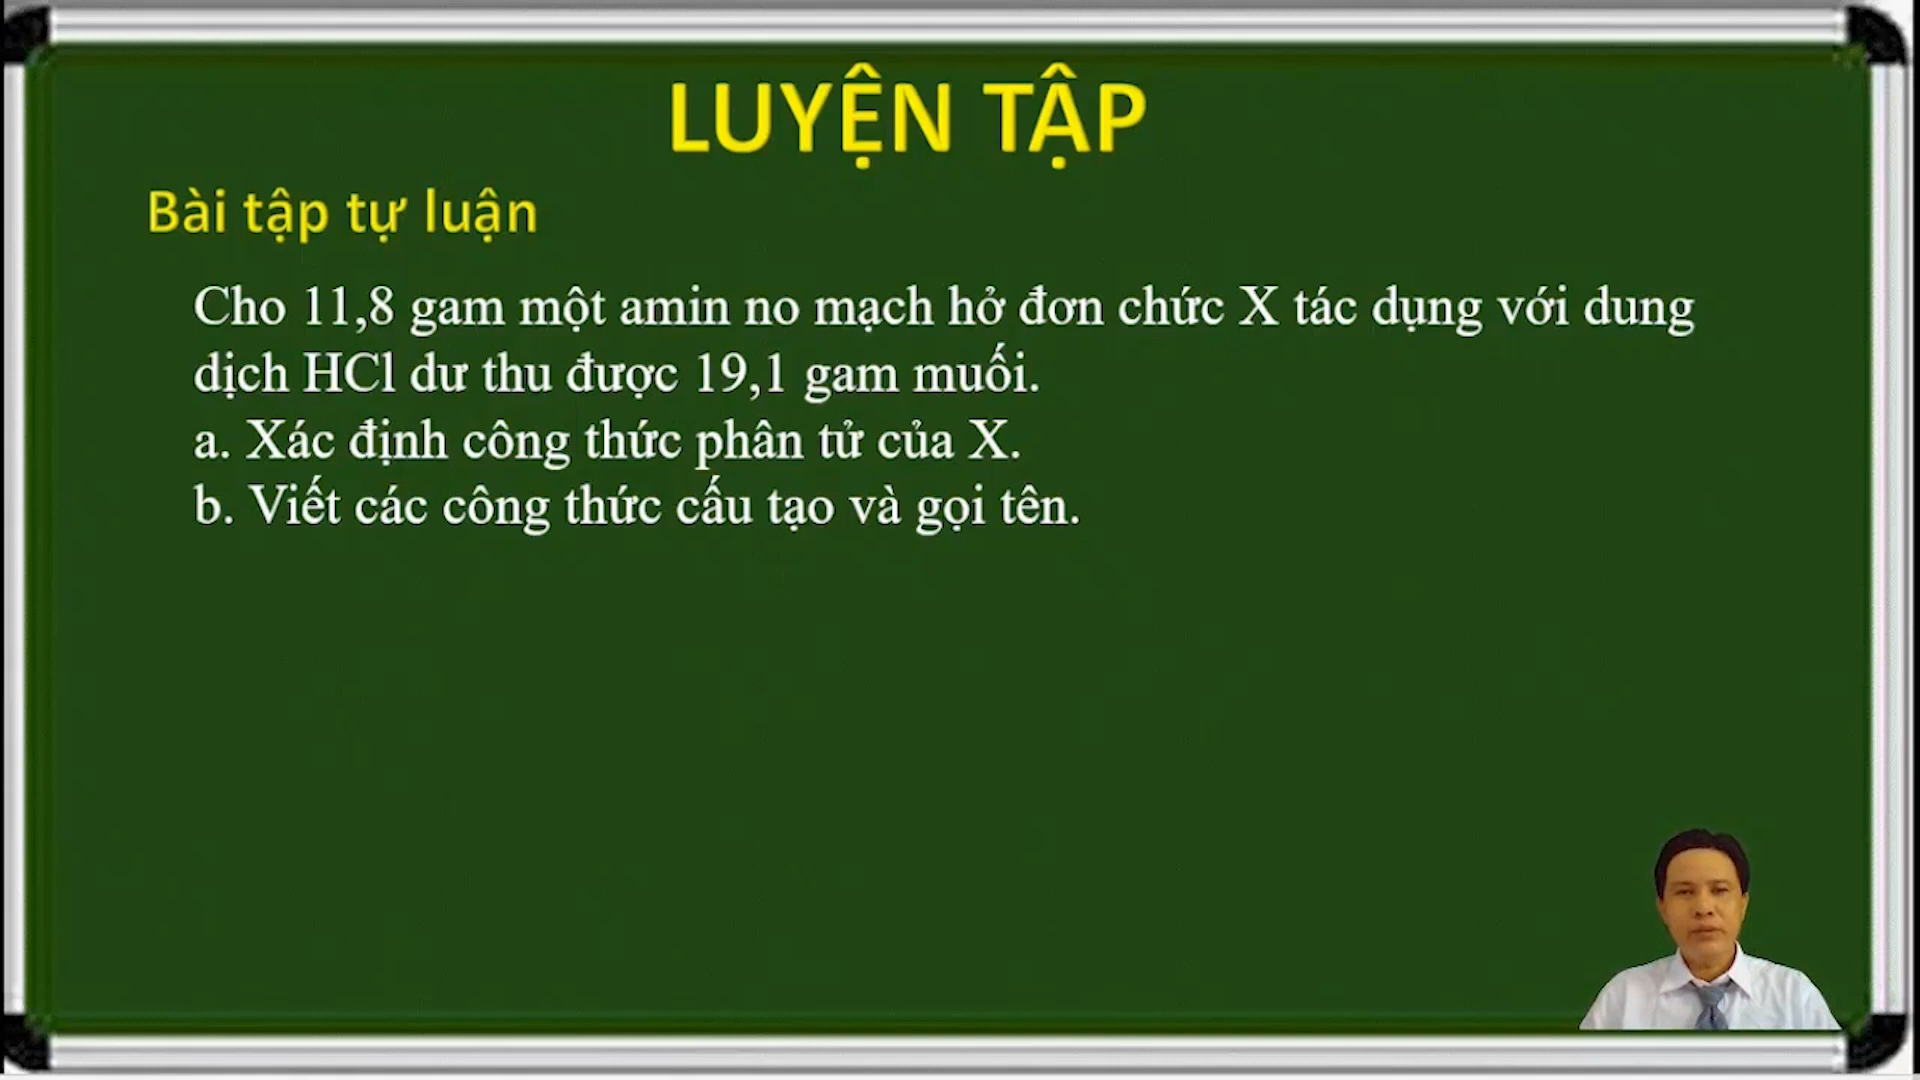 LUYỆN TẬP
Bài tập tự luận
Cho 11,8 gam một amin no mạch hở đơn chức X tác dụng với dung
dịch HCl dư thu được 19,1 gam muối.
a. Xác định công thức phân tử của X.
b. Viết các công thức cấu tạo và gọi tên.